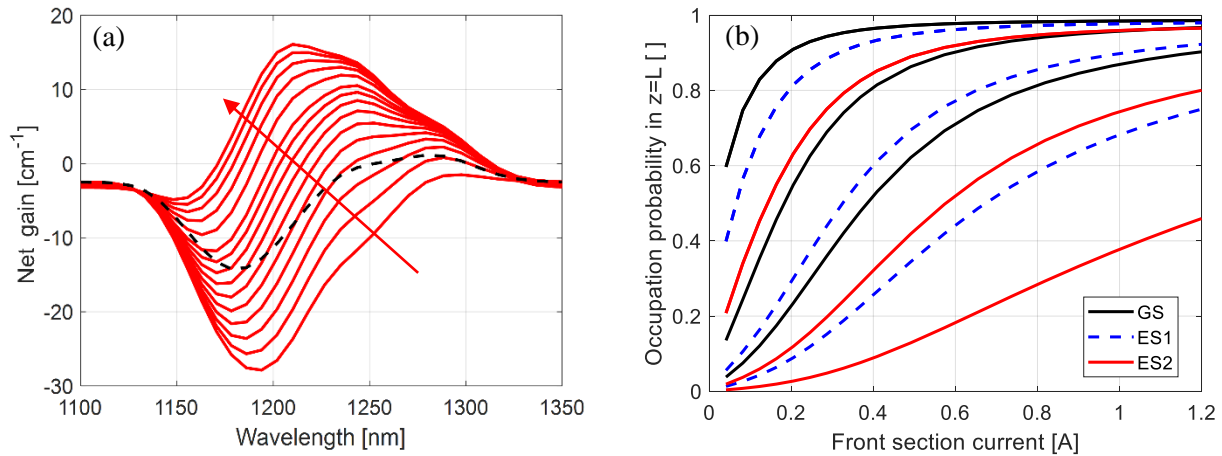 (a)
20
10
0
-10
-20
-30
Net gain [cm⁻¹]
1100 1150 1200 1250 1300 1350
Wavelength [nm]
(b)
1
0.8
0.6
0.4
0.2
0
Occupation probability in z=L [ ]
GS
ES1
ES2
0 0.2 0.4 0.6 0.8 1 1.2
Front section current [A]